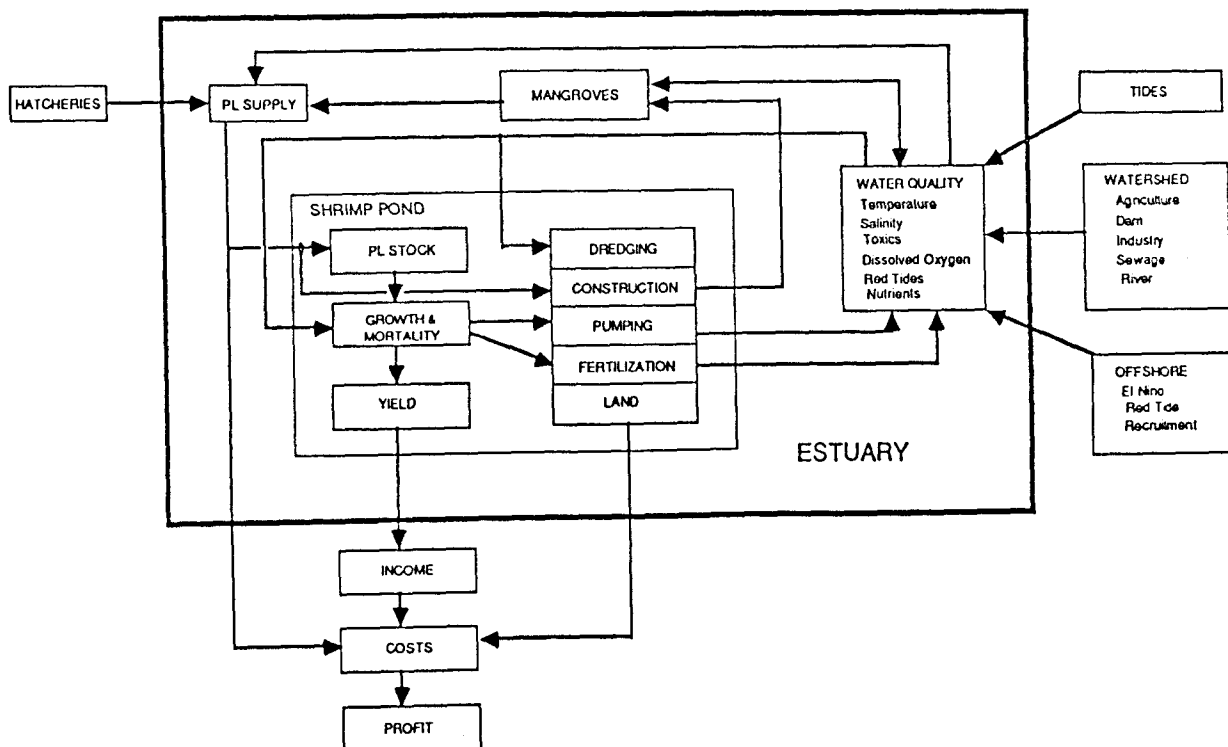 HATCHERIES
PL SUPPLY
MANGROVES
TIDES
WATER QUALITY
Temperature
Salinity
Toxics
Dissolved Oxygen
Red Tides
Nutrients
WATERSHED
Agriculture
Dam
Industry
Sewage
River
OFFSHORE
El Nino
Red Tide
Recruitment
SHRIMP POND
PL STOCK
GROWTH &
MORTALITY
YIELD
DREDGING
CONSTRUCTION
PUMPING
FERTILIZATION
LAND
ESTUARY
INCOME
COSTS
PROFIT